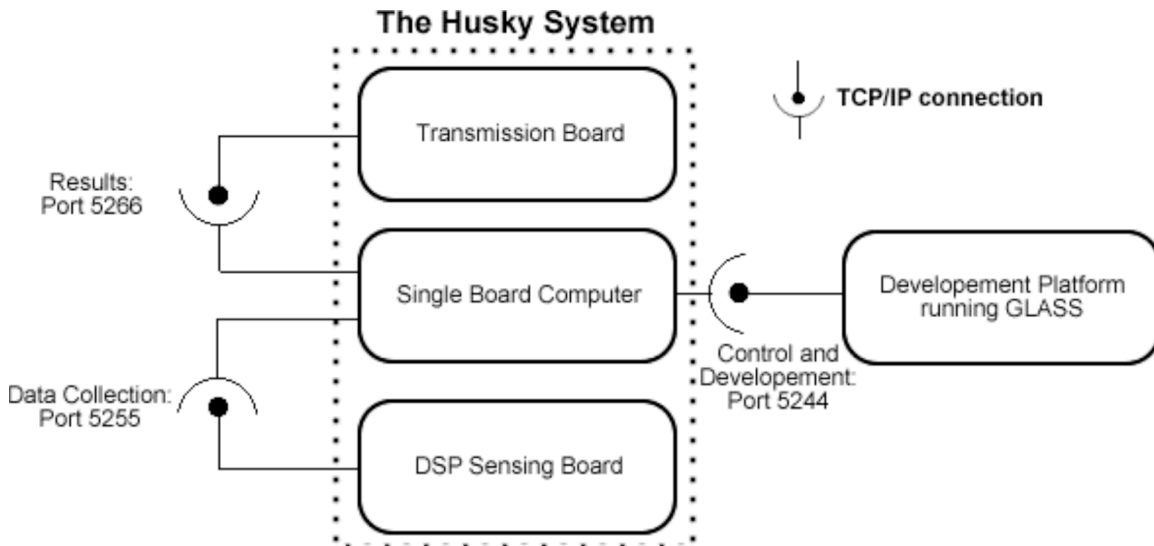 The Husky System
Transmission Board
TCP/IP connection
Results:
Port 5266
Single Board Computer
Developement Platform
running GLASS
Control and
Developement:
Port 5244
Data Collection:
Port 5255
DSP Sensing Board